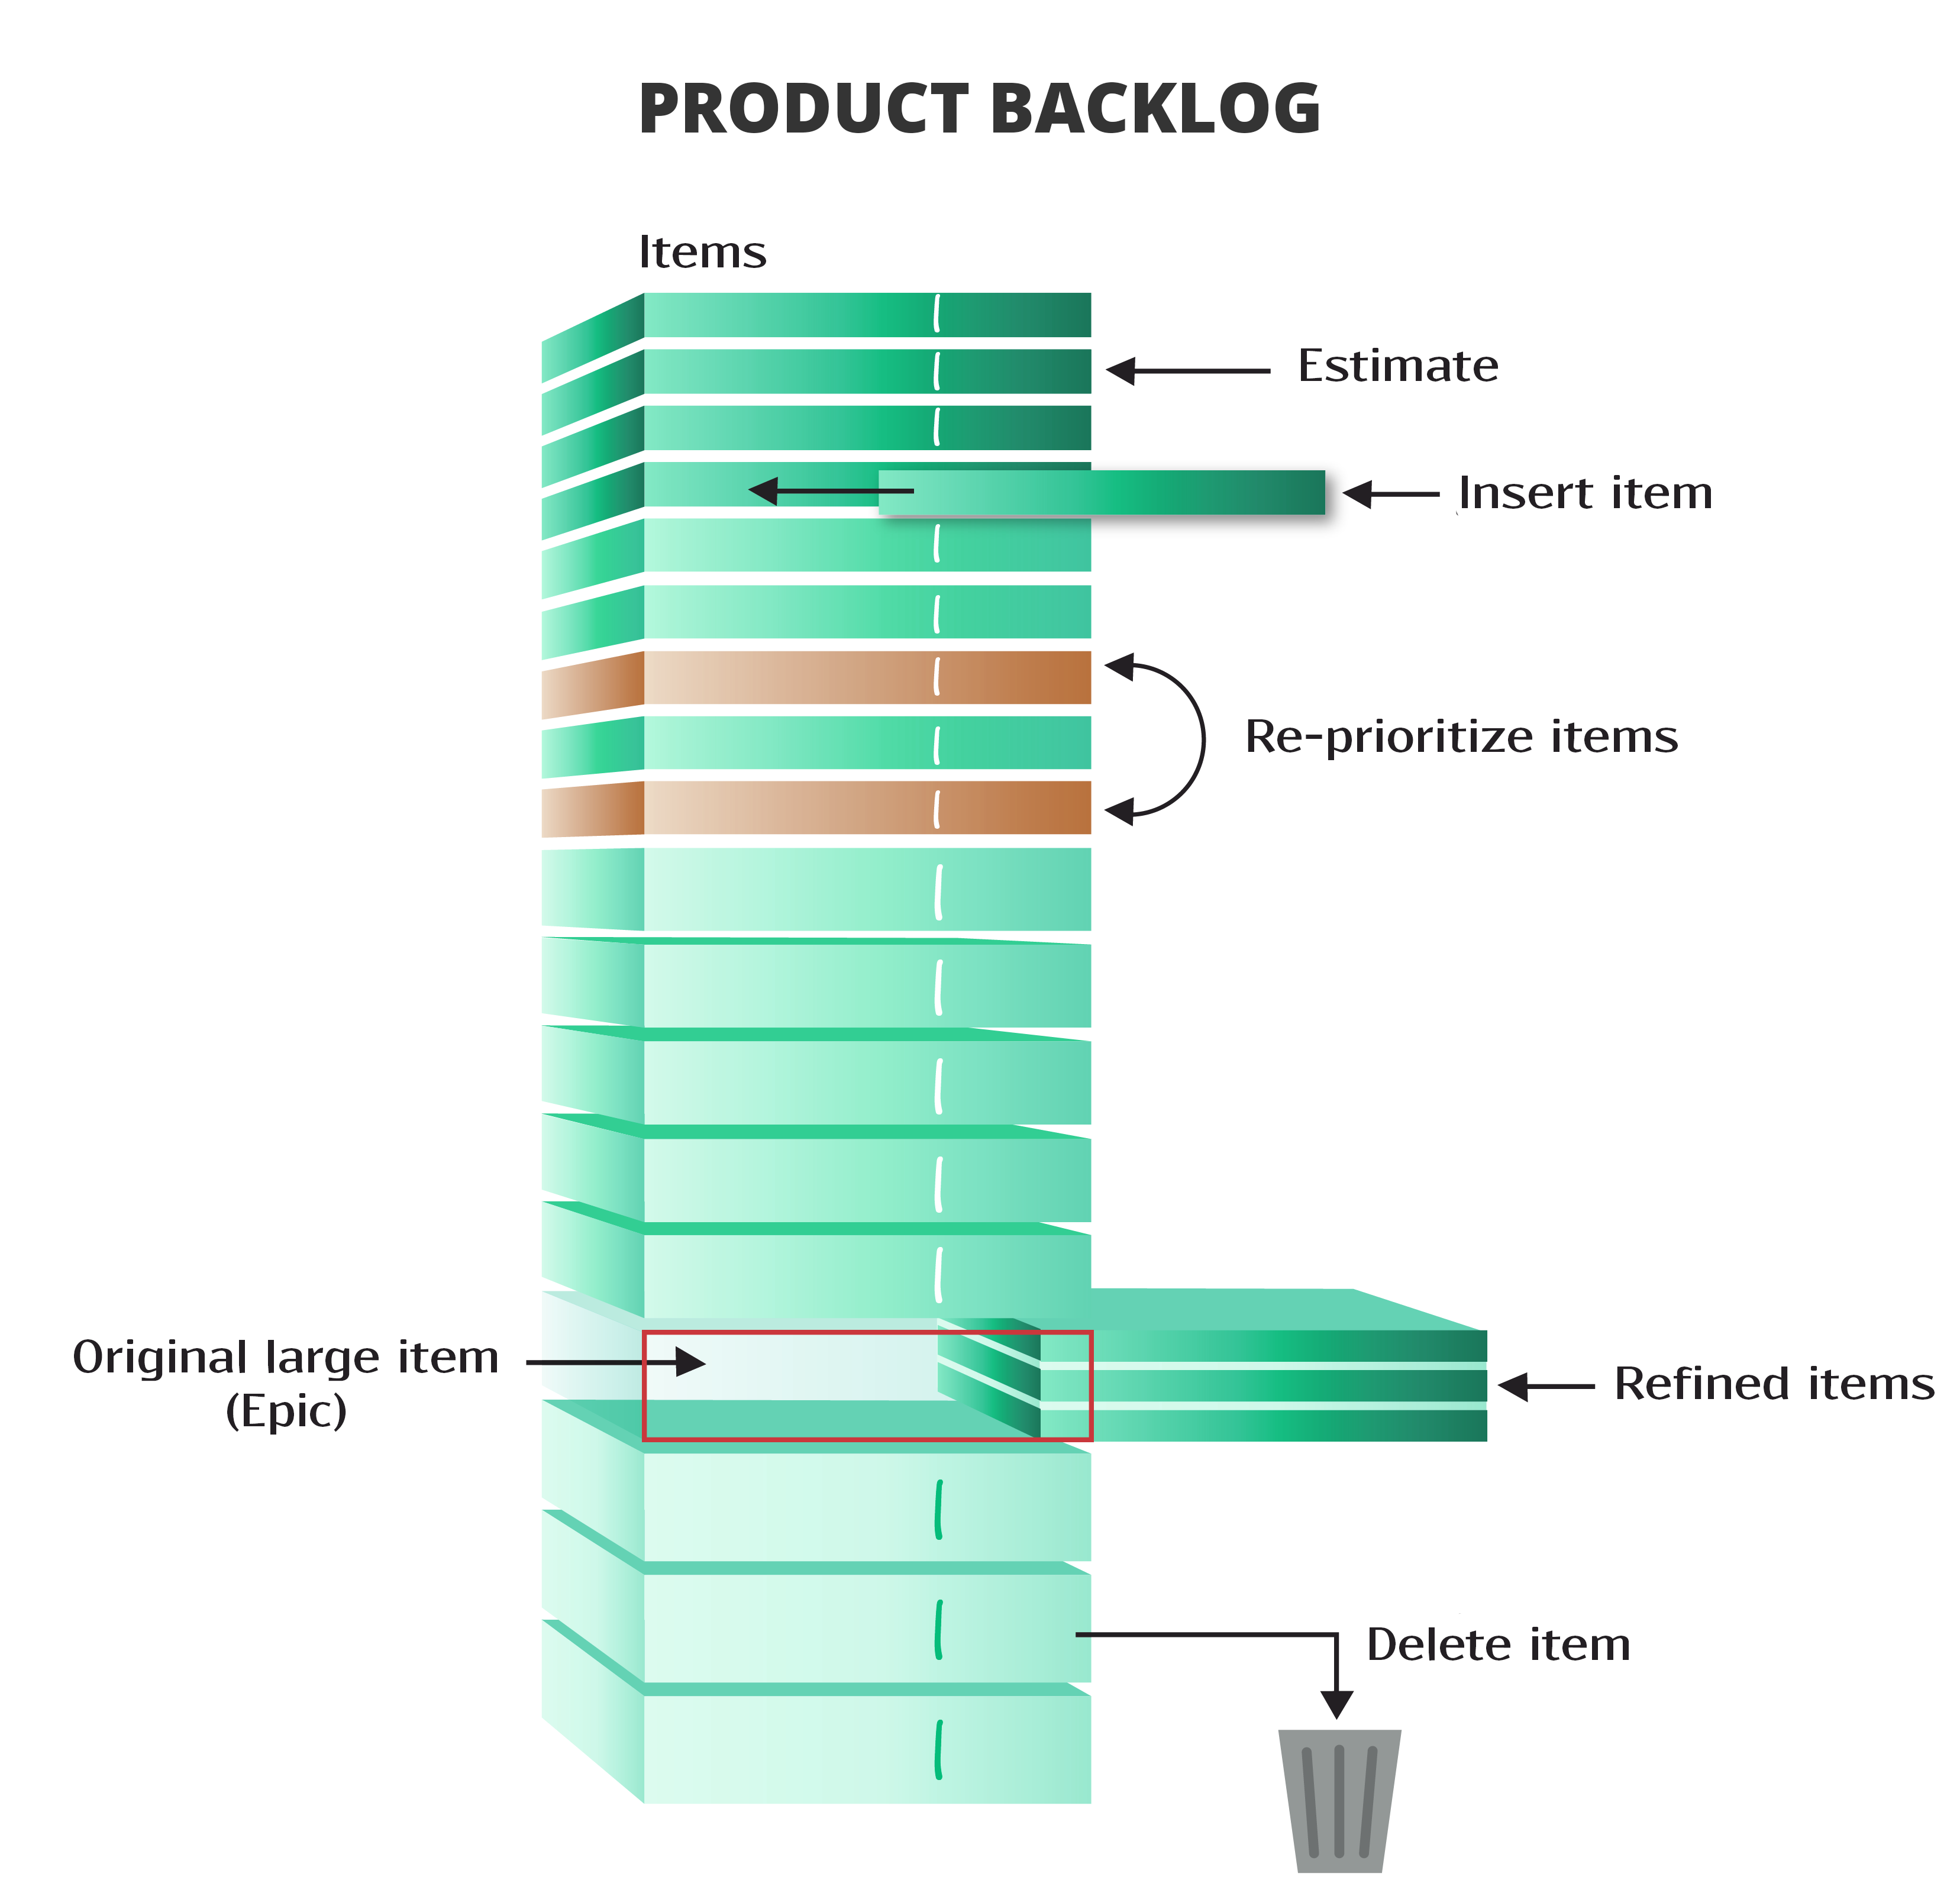 PRODUCT BACKLOG
Items
Estimate
Insert item
Re-prioritize items
Original large item
(Epic)
Refined items
Delete item